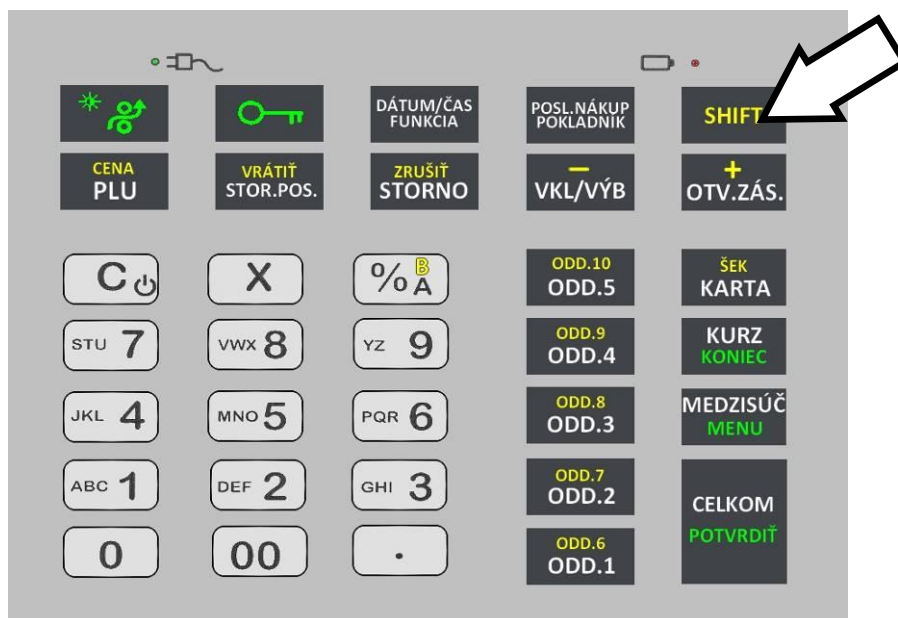 DÁTUM/ČAS
FUNKCIA
POSL.NÁKUP
POKLADNÍK
SHIFT
CENA
PLU
VRÁTIŤ
STOR.POS.
ZRUŠIŤ
STORNO
−
VKL/VÝB
+
OTV.ZÁS.
C
X
% B A
ODD.10
ODD.5
ŠEK
KARTA
STU 7
VWX 8
YZ 9
ODD.9
ODD.4
KURZ
KONIEC
JKL 4
MNO 5
PQR 6
ODD.8
ODD.3
MEDZISÚČ
MENU
ABC 1
DEF 2
GHI 3
ODD.7
ODD.2
CELKOM
POTVRDIŤ
0
00
.
ODD.6
ODD.1